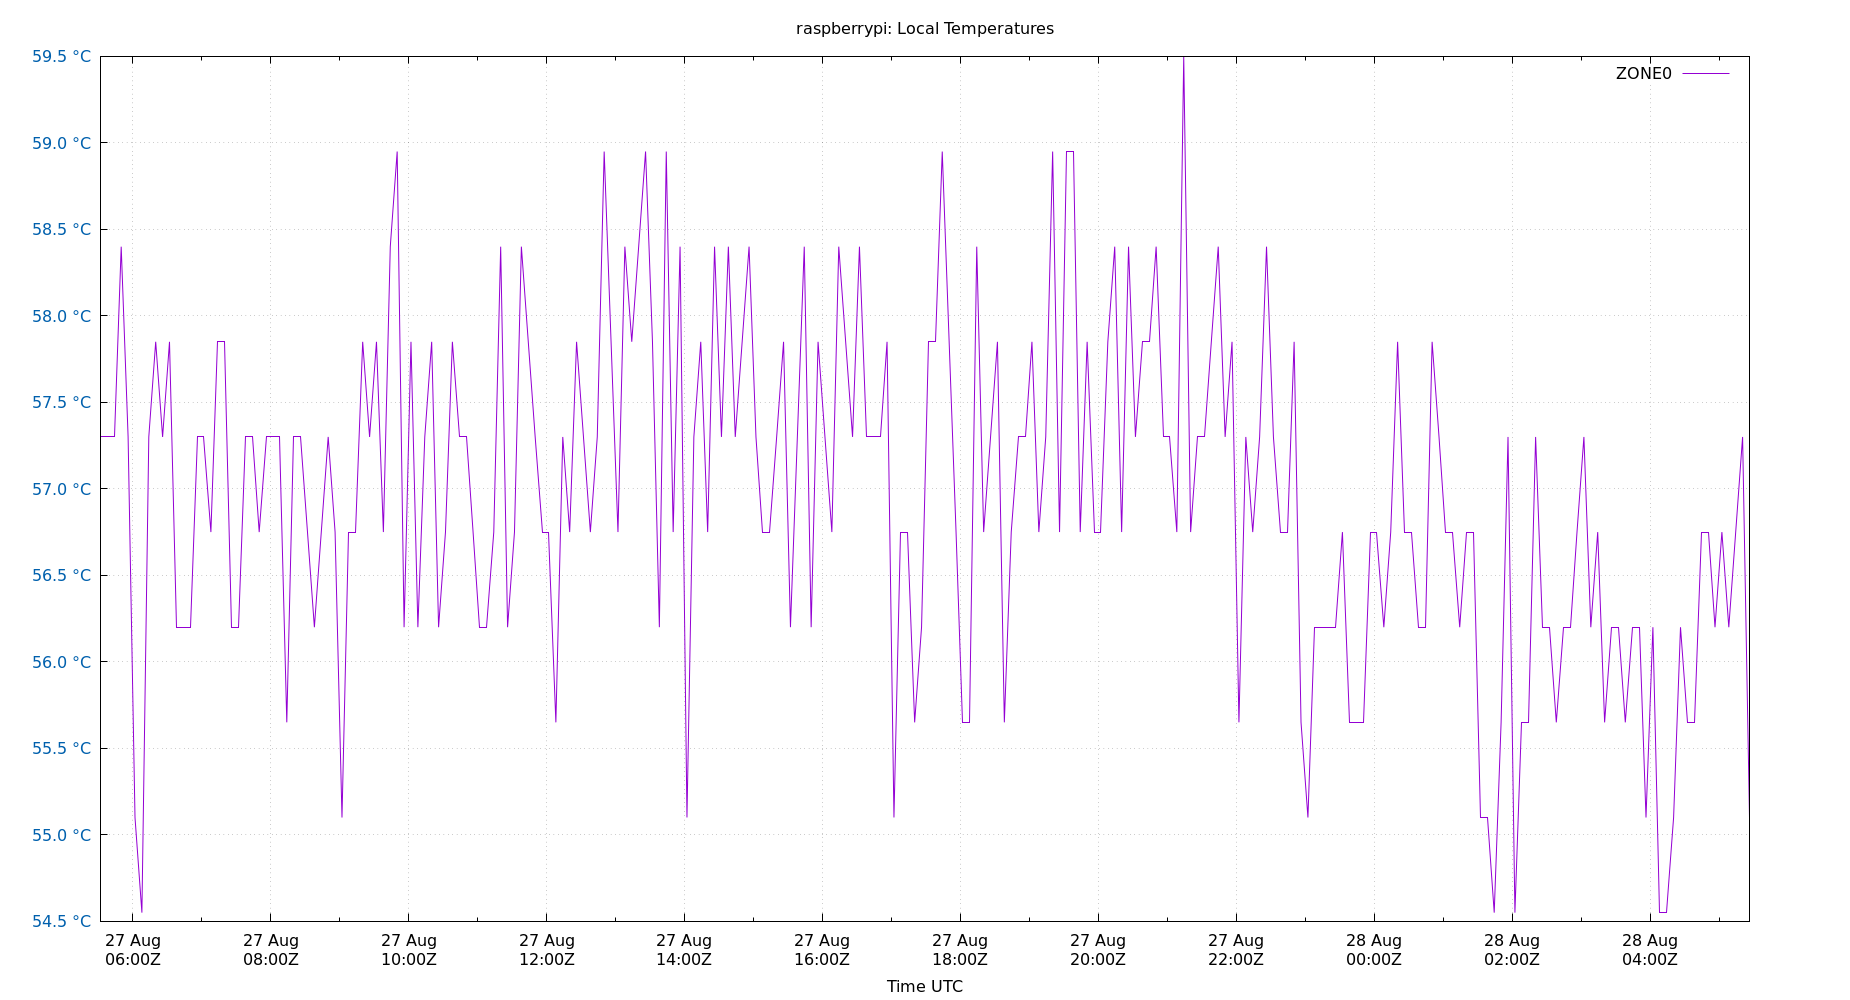 raspberrypi: Local Temperatures
59.5 °C
59.0 °C
58.5 °C
58.0 °C
57.5 °C
57.0 °C
56.5 °C
56.0 °C
55.5 °C
55.0 °C
54.5 °C
ZONE0
27 Aug
06:00Z
27 Aug
08:00Z
27 Aug
10:00Z
27 Aug
12:00Z
27 Aug
14:00Z
27 Aug
16:00Z
27 Aug
18:00Z
27 Aug
20:00Z
27 Aug
22:00Z
28 Aug
00:00Z
28 Aug
02:00Z
28 Aug
04:00Z
Time UTC